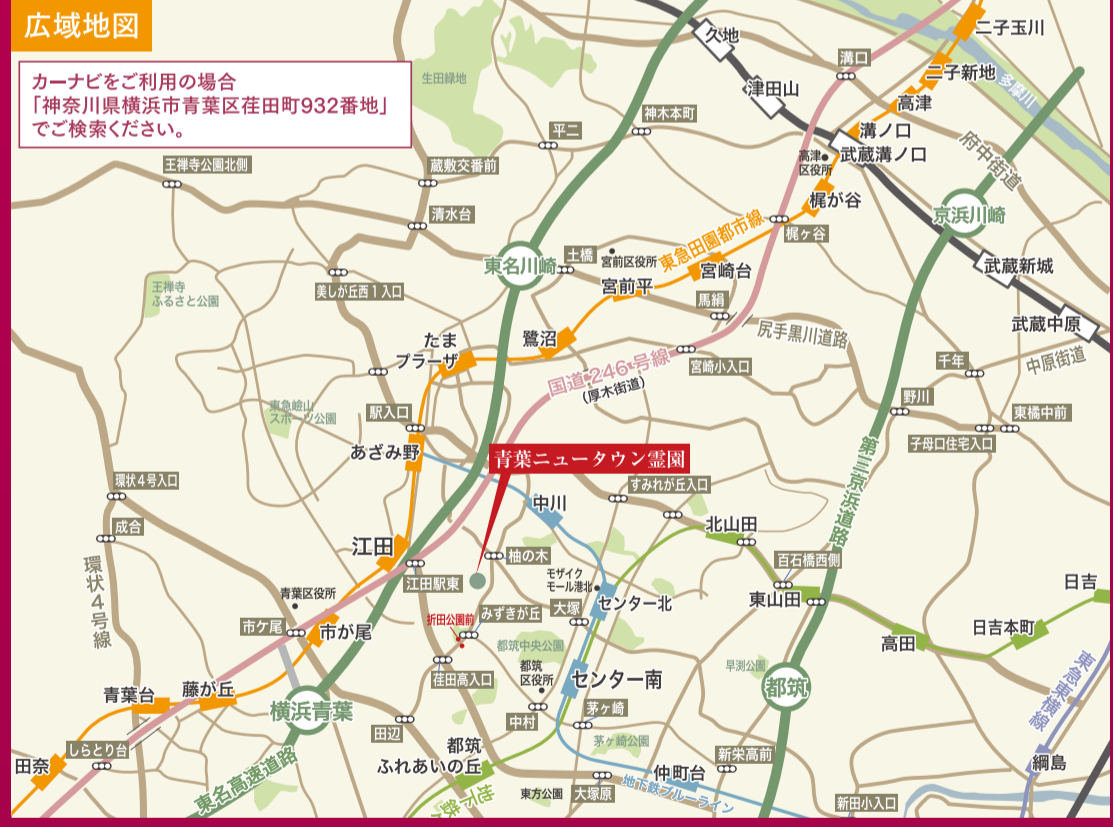 広域地図
カーナビをご利用の場合
「神奈川県横浜市青葉区荏田町932番地」
でご検索ください。
久地
二子玉川
溝口
二子新地
生田緑地
津田山
多摩川
高津
神木本町
溝ノ口
平二
武蔵溝ノ口
府中街道
高津
区役所
王禅寺公園北側
蔵敷交番前
梶が谷
清水台
京浜川崎
東急田園都市線
梶ヶ谷
土橋
宮前区役所
東名川崎
宮崎台
武蔵新城
美しが丘西1入口
宮前平
王禅寺
ふるさと公園
馬絹
武蔵中原
尻手黒川道路
たま
プラーザ
鷺沼
国道246号線
(厚木街道)
宮崎小入口
千年
中原街道
野川
東橘中前
子母口住宅入口
東急嶮山
スポーツ公園
駅入口
あざみ野
青葉ニュータウン霊園
第三京浜道路
環状4号入口
すみれが丘入口
中川
成合
北山田
江田
柚の木
百石橋西側
環状4号線
江田駅東
モザイク
モール港北
日吉
青葉区役所
センター北
東山田
みずきが丘
大塚
折田公園前
市ケ尾
市が尾
日吉本町
高田
都筑中央公園
早渕公園
荏田高入口
都筑
区役所
センター南
都筑
東急東横線
青葉台
藤が丘
横浜青葉
茅ヶ崎
中村
田辺
しらとり台
茅ケ崎公園
新栄高前
都筑
ふれあいの丘
田奈
仲町台
綱島
東名高速道路
地下鉄
東方公園
大塚原
地下鉄ブルーライン
新田小入口